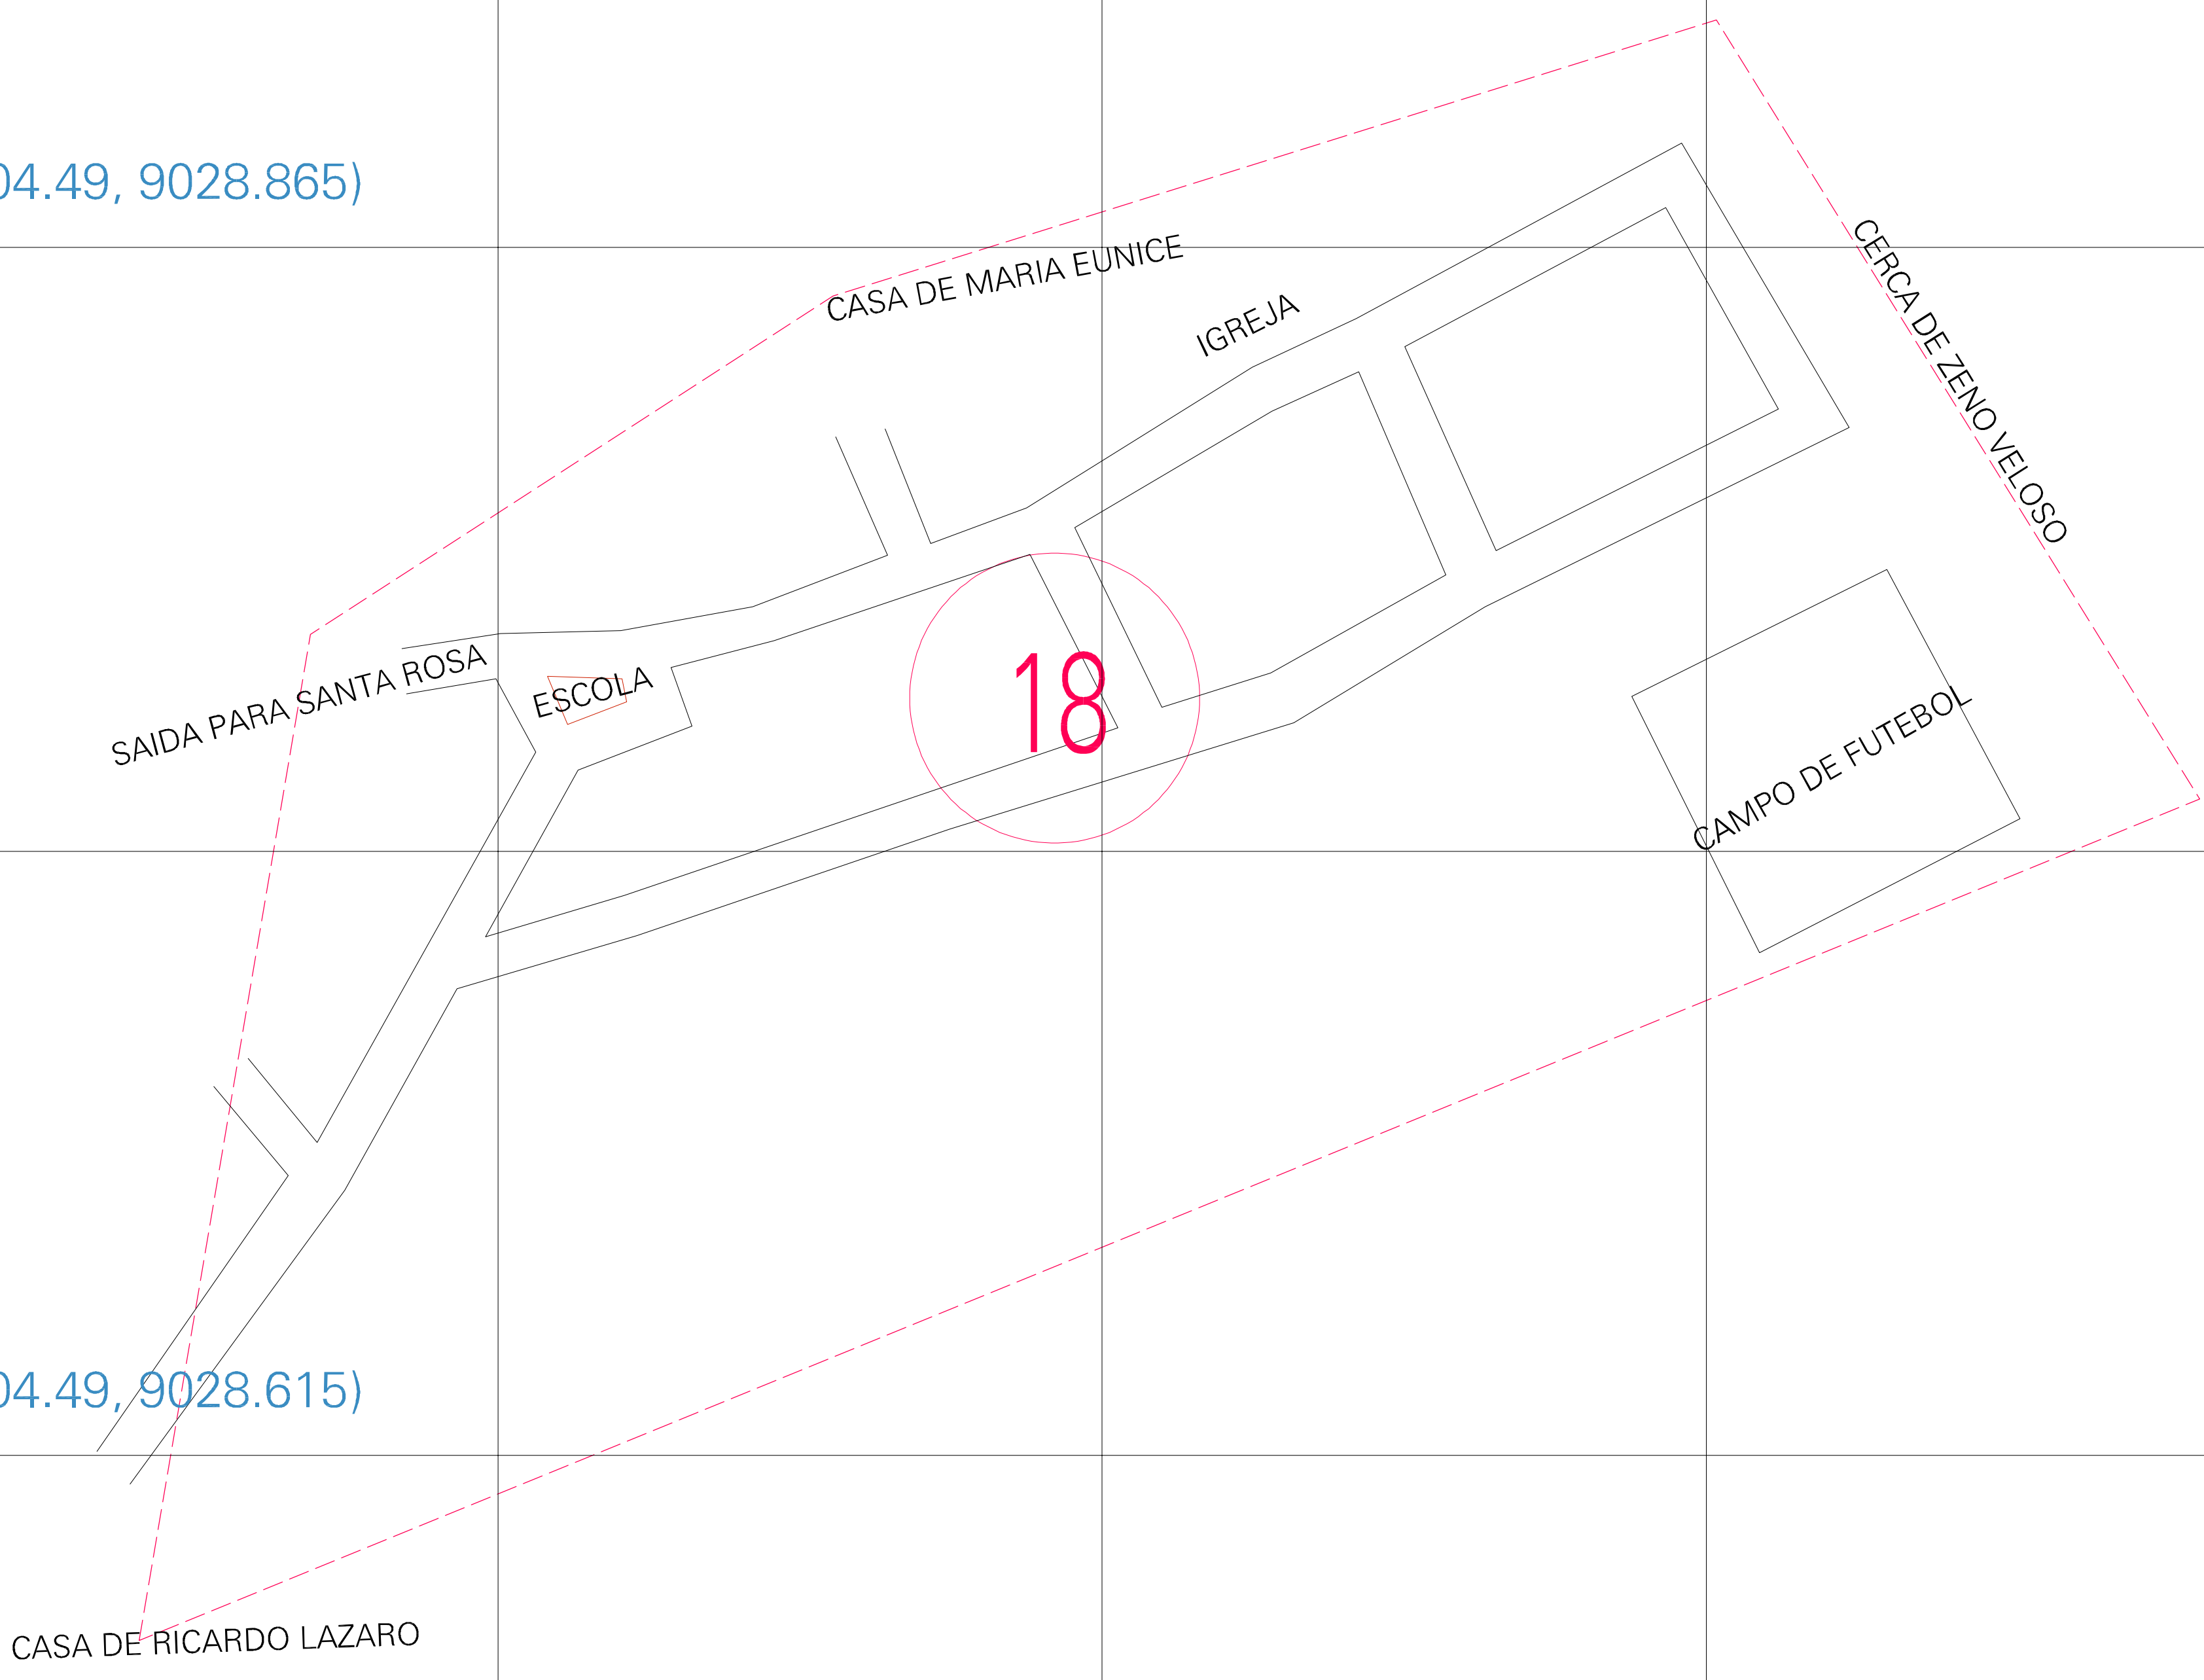 04.49, 9028.865)
CASA DE MARIA EUNICE
IGREJA
CERCA DE ZENO VELOSO
SAIDA PARA SANTA ROSA
ESCOLA
18
CAMPO DE FUTEBOL
04.49, 9028.615)
CASA DE RICARDO LAZARO